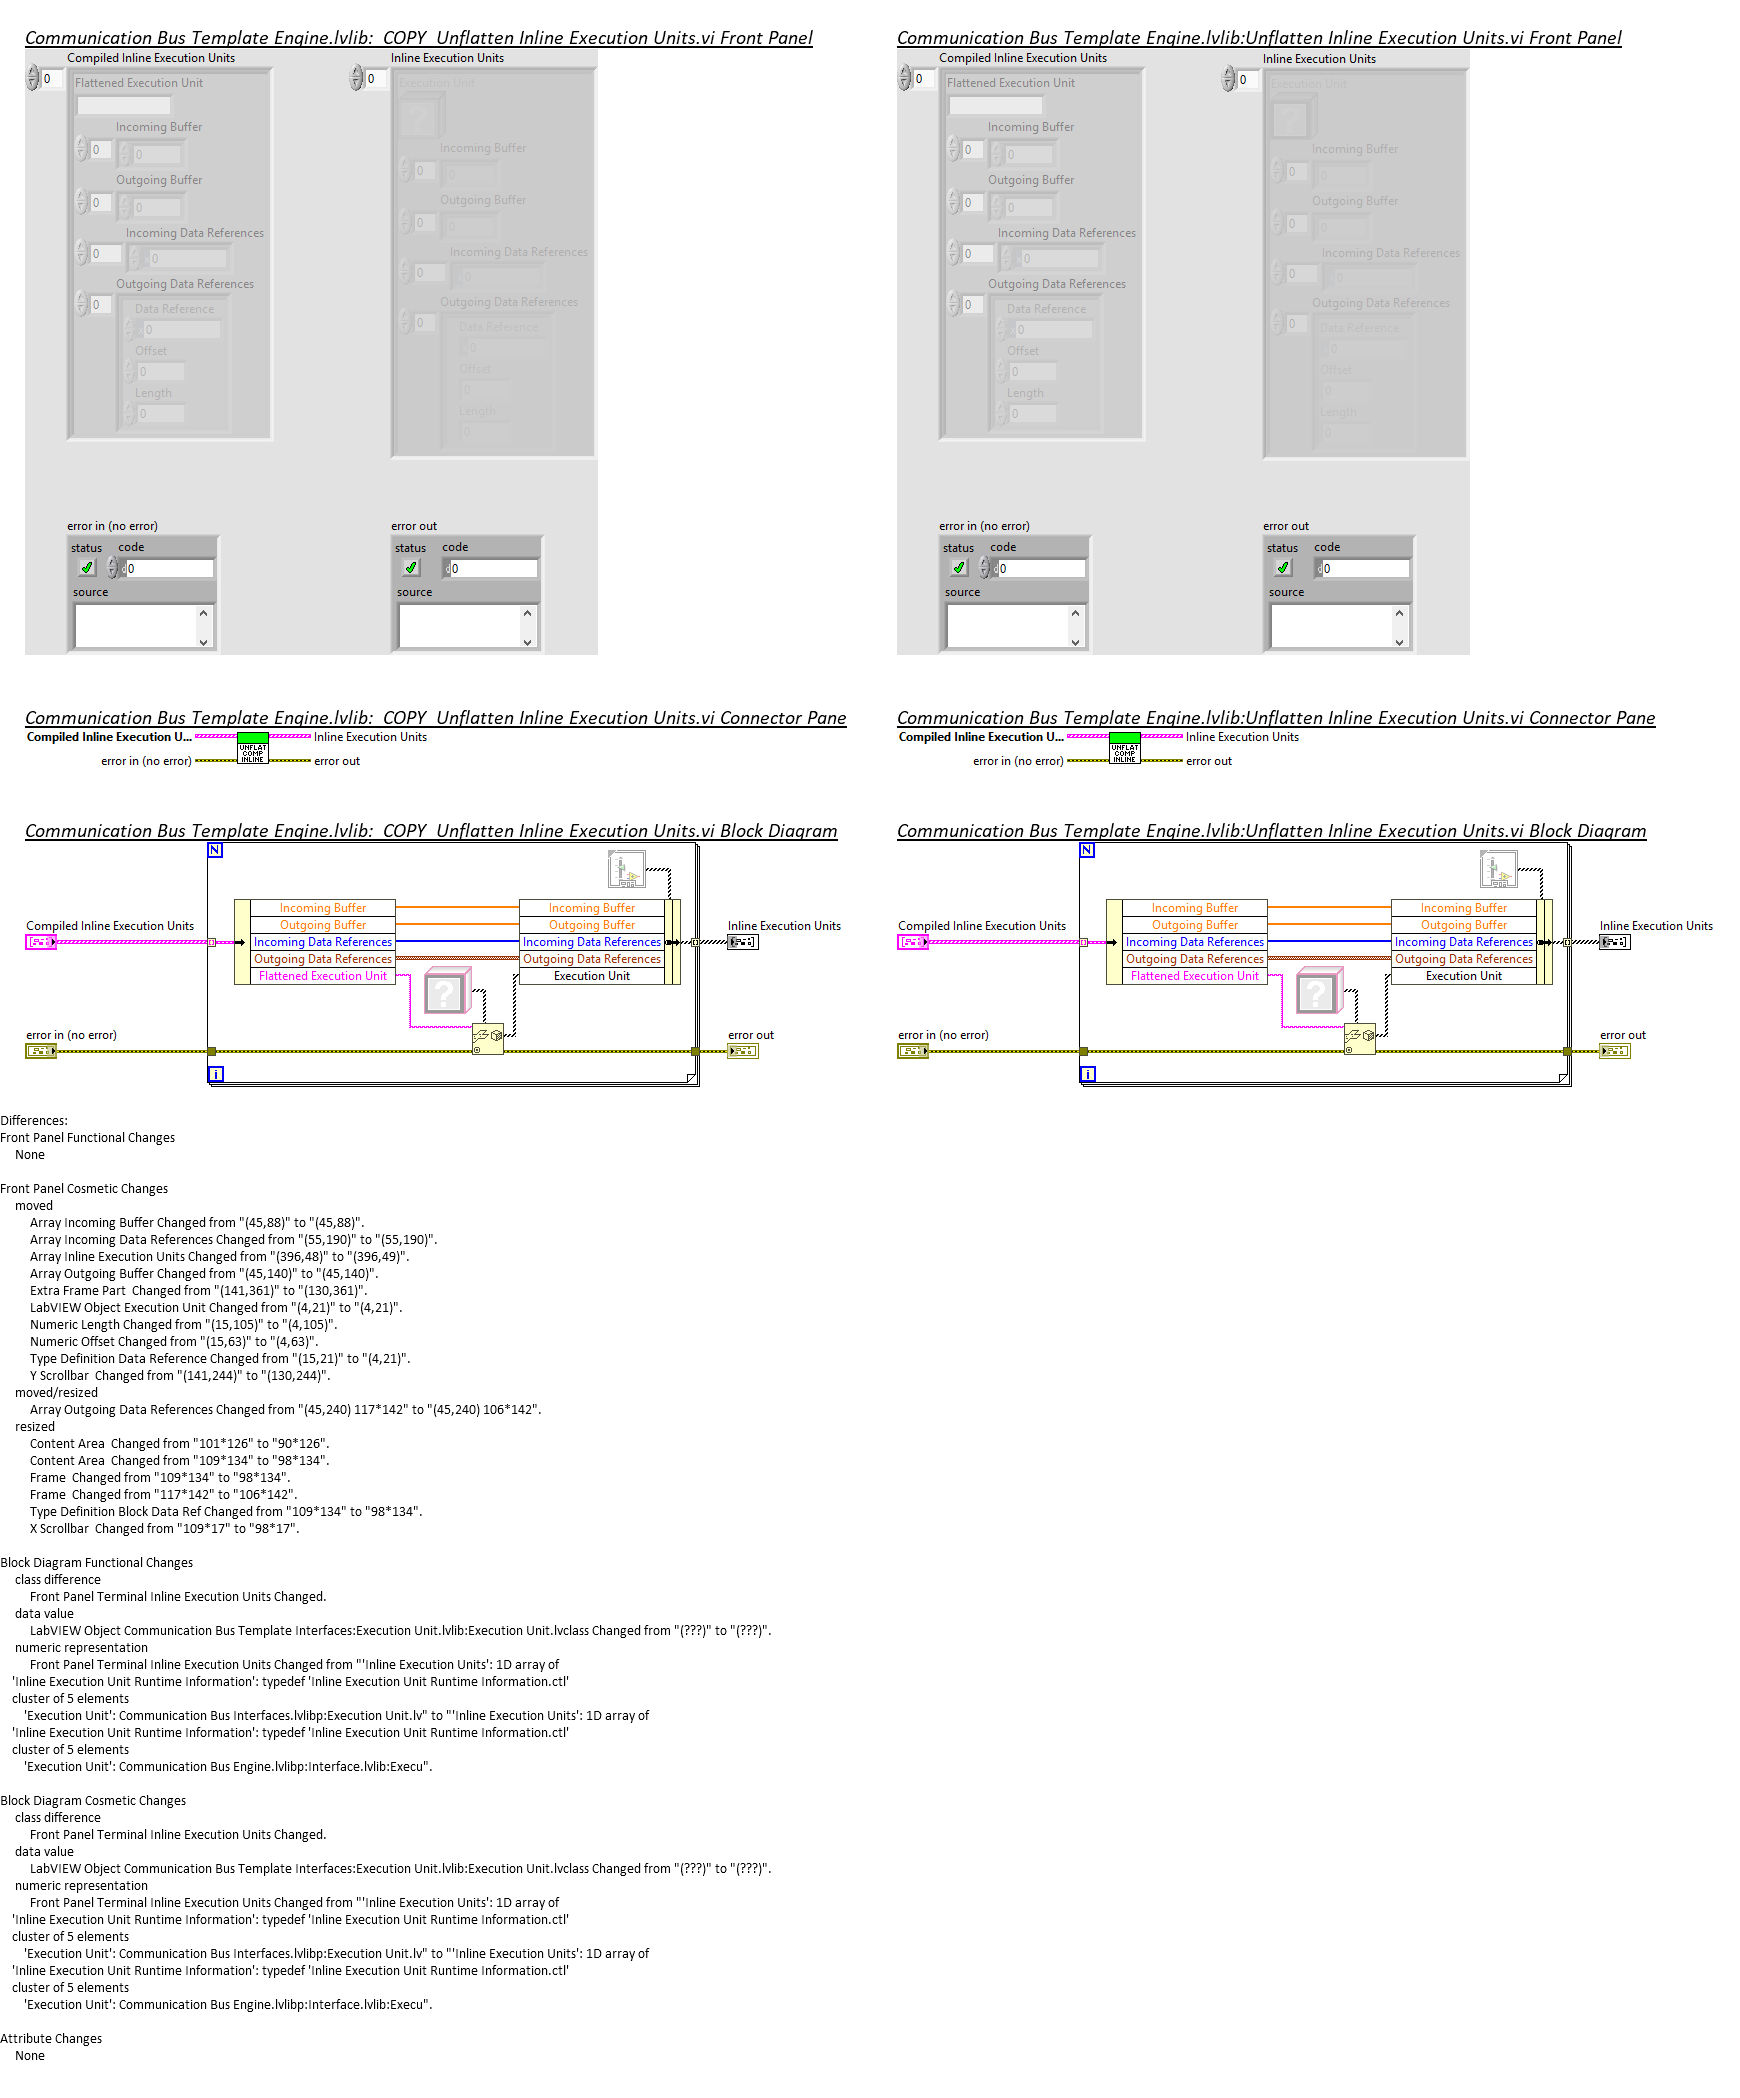 Communication Bus Template Engine.lvlib:_COPY_Unflatten Inline Execution Units.vi Front Panel
Compiled Inline Execution Units
Inline Execution Units
0
0
Flattened Execution Unit
Execution Unit
Incoming Buffer
0
0
Incoming Buffer
0
0
Outgoing Buffer
0
0
Outgoing Buffer
0
0
Incoming Data References
0
0
Incoming Data References
0
0
Outgoing Data References
0
Outgoing Data References
0
Data Reference
0
Data Reference
0
Offset
0
Offset
0
Length
0
Length
0
error in (no error)
status
code
0
source
error out
status
code
0
source
Communication Bus Template Engine.lvlib:Unflatten Inline Execution Units.vi Front Panel
Compiled Inline Execution Units
Inline Execution Units
0
0
Flattened Execution Unit
Execution Unit
Incoming Buffer
0
0
Incoming Buffer
0
0
Outgoing Buffer
0
0
Outgoing Buffer
0
0
Incoming Data References
0
0
Incoming Data References
0
0
Outgoing Data References
0
Outgoing Data References
0
Data Reference
0
Data Reference
0
Offset
0
Offset
0
Length
0
Length
0
error in (no error)
status
code
0
source
error out
status
code
0
source
Communication Bus Template Engine.lvlib:_COPY_Unflatten Inline Execution Units.vi Connector Pane
Compiled Inline Execution U...
Inline Execution Units
UNFLAT
COMP
INLINE
error in (no error)
error out
Communication Bus Template Engine.lvlib:Unflatten Inline Execution Units.vi Connector Pane
Compiled Inline Execution U...
Inline Execution Units
UNFLAT
COMP
INLINE
error in (no error)
error out
Communication Bus Template Engine.lvlib:_COPY_Unflatten Inline Execution Units.vi Block Diagram
N
Compiled Inline Execution Units
Incoming Buffer
Outgoing Buffer
Incoming Data References
Outgoing Data References
Flattened Execution Unit
Incoming Buffer
Outgoing Buffer
Incoming Data References
Outgoing Data References
Execution Unit
Inline Execution Units
?
error in (no error)
error out
i
Communication Bus Template Engine.lvlib:Unflatten Inline Execution Units.vi Block Diagram
N
Compiled Inline Execution Units
Incoming Buffer
Outgoing Buffer
Incoming Data References
Outgoing Data References
Flattened Execution Unit
Incoming Buffer
Outgoing Buffer
Incoming Data References
Outgoing Data References
Execution Unit
Inline Execution Units
?
error in (no error)
error out
i
Differences:
Front Panel Functional Changes
None
Front Panel Cosmetic Changes
moved
Array Incoming Buffer Changed from "(45,88)" to "(45,88)".
Array Incoming Data References Changed from "(55,190)" to "(55,190)".
Array Inline Execution Units Changed from "(396,48)" to "(396,49)".
Array Outgoing Buffer Changed from "(45,140)" to "(45,140)".
Extra Frame Part  Changed from "(141,361)" to "(130,361)".
LabVIEW Object Execution Unit Changed from "(4,21)" to "(4,21)".
Numeric Length Changed from "(15,105)" to "(4,105)".
Numeric Offset Changed from "(15,63)" to "(4,63)".
Type Definition Data Reference Changed from "(15,21)" to "(4,21)".
Y Scrollbar  Changed from "(141,244)" to "(130,244)".
moved/resized
Array Outgoing Data References Changed from "(45,240) 117*142" to "(45,240) 106*142".
resized
Content Area  Changed from "101*126" to "90*126".
Content Area  Changed from "109*134" to "98*134".
Frame  Changed from "109*134" to "98*134".
Frame  Changed from "117*142" to "106*142".
Type Definition Block Data Ref Changed from "109*134" to "98*134".
X Scrollbar  Changed from "109*17" to "98*17".
Block Diagram Functional Changes
class difference
Front Panel Terminal Inline Execution Units Changed.
data value
LabVIEW Object Communication Bus Template Interfaces:Execution Unit.lvlib:Execution Unit.lvclass Changed from "(???)" to "(???)".
numeric representation
Front Panel Terminal Inline Execution Units Changed from "'Inline Execution Units': 1D array of
'Inline Execution Unit Runtime Information': typedef 'Inline Execution Unit Runtime Information.ctl'
cluster of 5 elements
'Execution Unit': Communication Bus Interfaces.lvlibp:Execution Unit.lv" to "'Inline Execution Units': 1D array of
'Inline Execution Unit Runtime Information': typedef 'Inline Execution Unit Runtime Information.ctl'
cluster of 5 elements
'Execution Unit': Communication Bus Engine.lvlibp:Interface.lvlib:Execu".
Block Diagram Cosmetic Changes
class difference
Front Panel Terminal Inline Execution Units Changed.
data value
LabVIEW Object Communication Bus Template Interfaces:Execution Unit.lvlib:Execution Unit.lvclass Changed from "(???)" to "(???)".
numeric representation
Front Panel Terminal Inline Execution Units Changed from "'Inline Execution Units': 1D array of
'Inline Execution Unit Runtime Information': typedef 'Inline Execution Unit Runtime Information.ctl'
cluster of 5 elements
'Execution Unit': Communication Bus Interfaces.lvlibp:Execution Unit.lv" to "'Inline Execution Units': 1D array of
'Inline Execution Unit Runtime Information': typedef 'Inline Execution Unit Runtime Information.ctl'
cluster of 5 elements
'Execution Unit': Communication Bus Engine.lvlibp:Interface.lvlib:Execu".
Attribute Changes
None